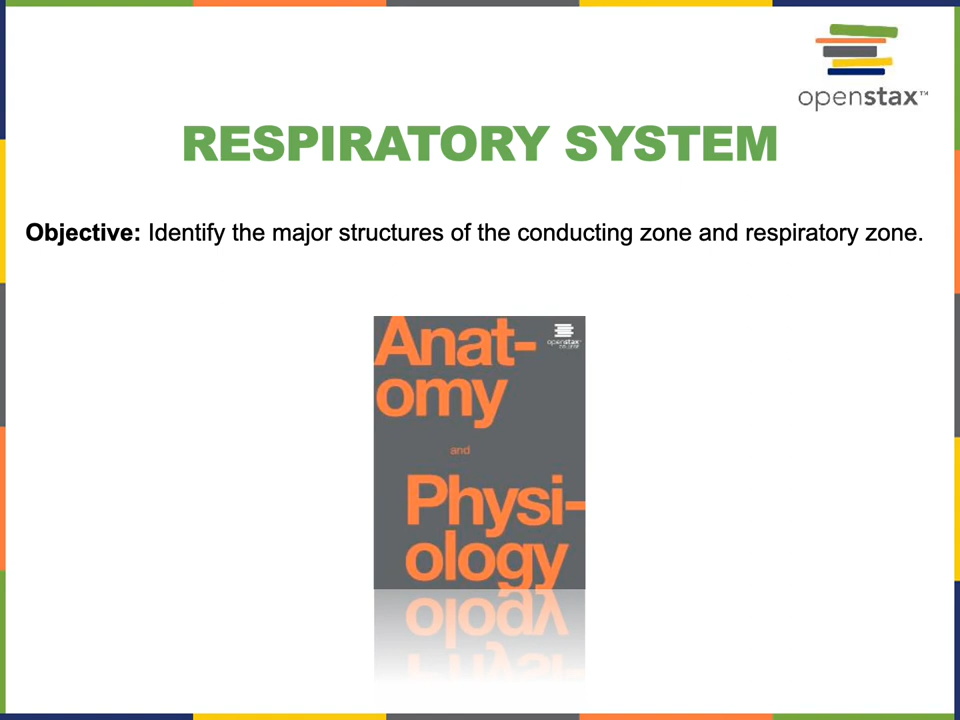 openstax™
RESPIRATORY SYSTEM
Objective: Identify the major structures of the conducting zone and respiratory zone.
Anat-
openstax
omy
and
Physi-
ology